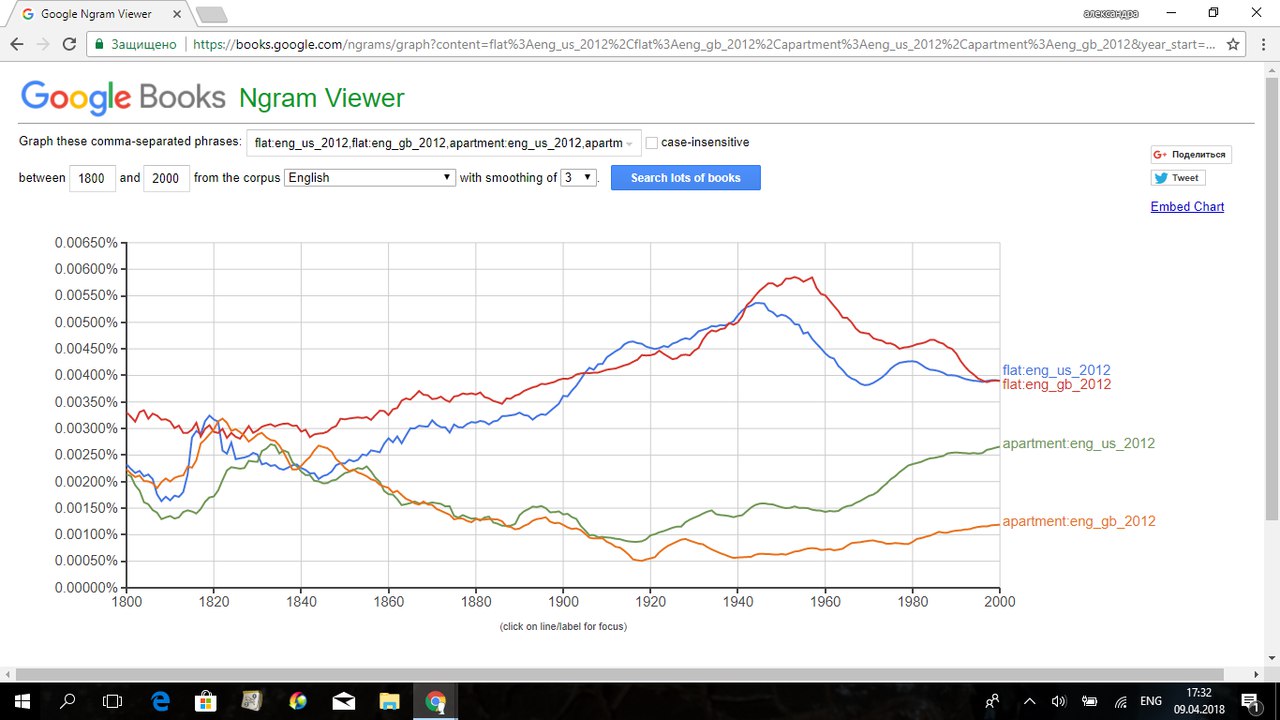 Google Ngram Viewer
александра
Защищено
https://books.google.com/ngrams/graph?content=flat%3Aeng_us_2012%2Cflat%3Aeng_gb_2012%2Capartment%3Aeng_us_2012%2Capartment%3Aeng_gb_2012&year_start=...
Google Books Ngram Viewer
Graph these comma-separated phrases: flat:eng_us_2012,flat:eng_gb_2012,apartment:eng_us_2012,apartm case-insensitive
between 1800 and 2000 from the corpus English with smoothing of 3 . Search lots of books
G+ Поделиться
Tweet
Embed Chart
0.00650%
0.00600%
0.00550%
0.00500%
0.00450%
0.00400%
0.00350%
0.00300%
0.00250%
0.00200%
0.00150%
0.00100%
0.00050%
0.00000%
flat:eng_us_2012
flat:eng_gb_2012
apartment:eng_us_2012
apartment:eng_gb_2012
1800 1820 1840 1860 1880 1900 1920 1940 1960 1980 2000
(click on line/label for focus)
ENG
17:32
09.04.2018
1